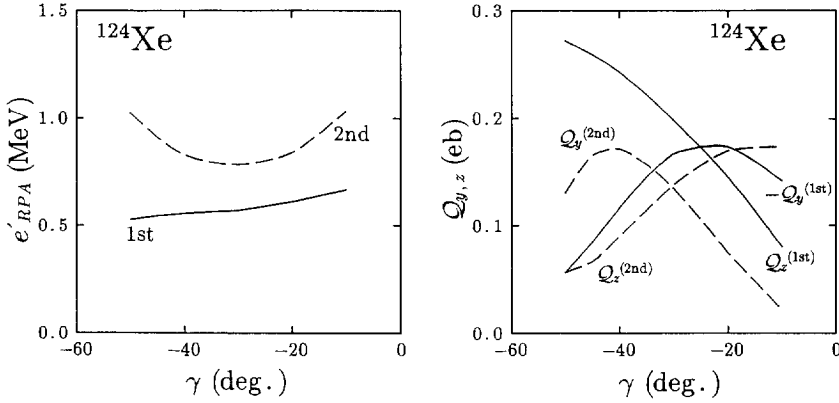 ¹²⁴Xe
e′RPA (MeV)
1.5
1.0
0.5
0.0
2nd
1st
−60
−40
−20
0
γ (deg.)
¹²⁴Xe
𝒬y,z (eb)
0.3
0.2
0.1
0.0
𝒬y(2nd)
𝒬y(1st)
𝒬z(2nd)
𝒬z(1st)
−60
−40
−20
0
γ (deg.)